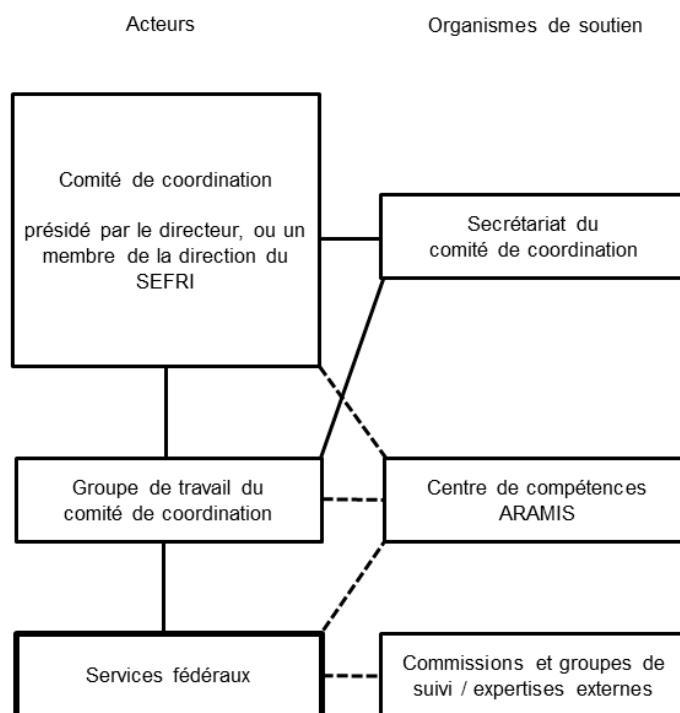 Acteurs
Organismes de soutien
Comité de coordination
présidé par le directeur, ou un
membre de la direction du
SEFRI
Secrétariat du
comité de coordination
Groupe de travail du
comité de coordination
Centre de compétences
ARAMIS
Services fédéraux
Commissions et groupes de
suivi / expertises externes